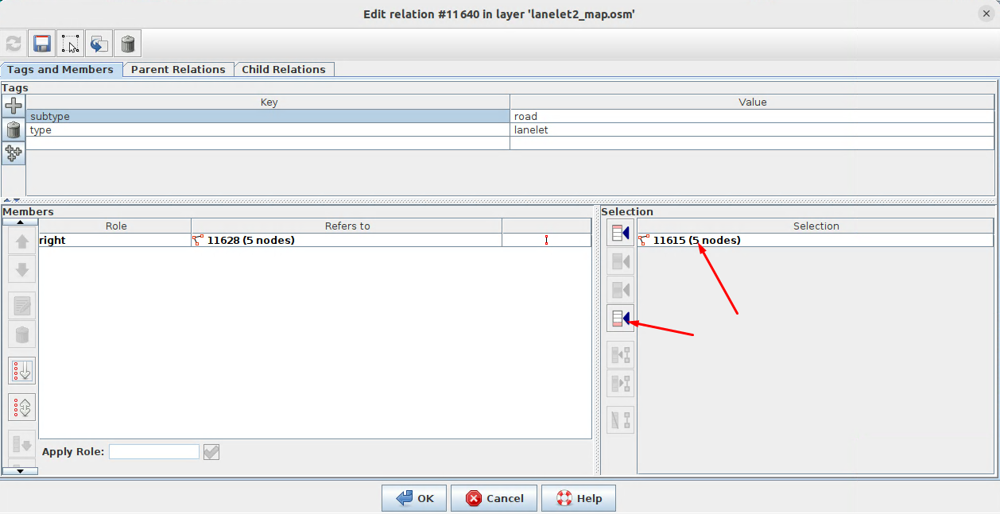 Edit relation #11640 in layer 'lanelet2_map.osm'
Tags and Members Parent Relations Child Relations
Tags
Key Value
subtype road
type lanelet
Members Selection
Role Refers to Selection
right 11628 (5 nodes) 11615 (5 nodes)
Apply Role:
OK Cancel Help